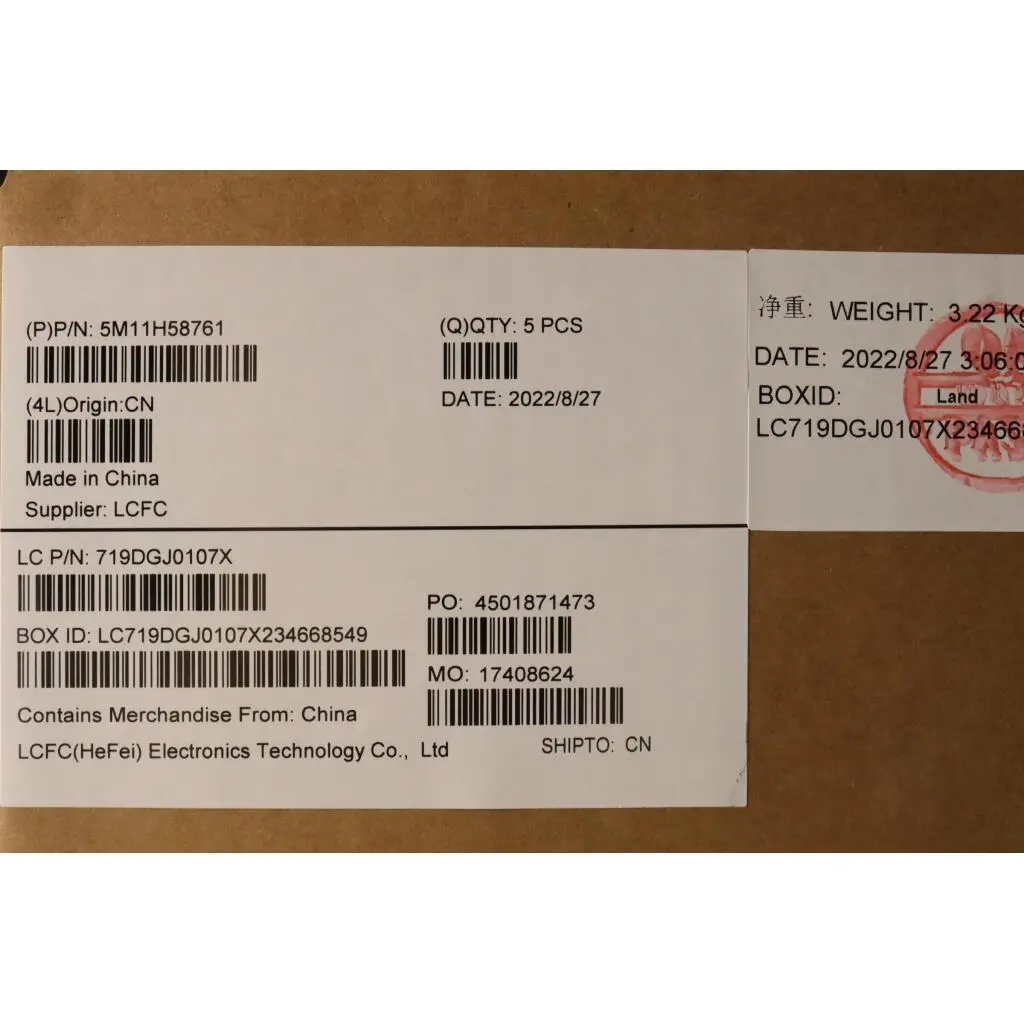 (P)P/N: 5M11H58761
(Q)QTY: 5 PCS
DATE: 2022/8/27
(4L)Origin:CN
Made in China
Supplier: LCFC
LC P/N: 719DGJ0107X
BOX ID: LC719DGJ0107X234668549
PO: 4501871473
MO: 17408624
Contains Merchandise From: China
LCFC(HeFei) Electronics Technology Co., Ltd
SHIPTO: CN
净重: WEIGHT: 3.22 Kg
DATE: 2022/8/27 3:06:0
BOXID:
Land
LC719DGJ0107X234668